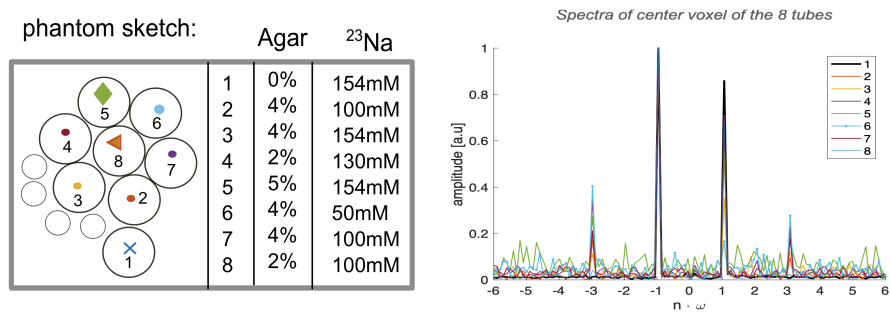 phantom sketch:
Agar
²³Na
1 0% 154mM
2 4% 100mM
3 4% 154mM
4 2% 130mM
5 5% 154mM
6 4% 50mM
7 4% 100mM
8 2% 100mM
5
6
4
8
7
3
2
1
Spectra of center voxel of the 8 tubes
1
0.8
0.6
0.4
0.2
0
amplitude [a.u]
1
2
3
4
5
6
7
8
-6 -5 -4 -3 -2 -1 0 1 2 3 4 5 6
n · ω